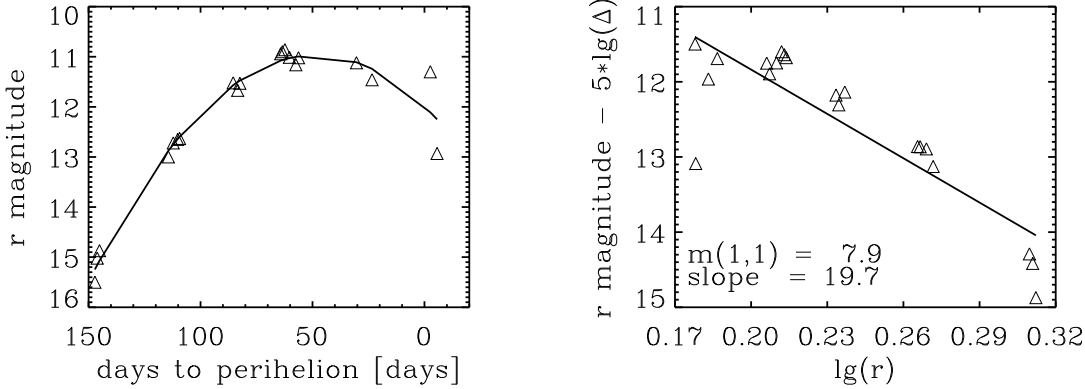 r magnitude
10
11
12
13
14
15
16
150 100 50 0
days to perihelion [days]
r magnitude − 5*lg(Δ)
11
12
13
14
15
m(1,1) = 7.9
slope = 19.7
0.17 0.20 0.23 0.26 0.29 0.32
lg(r)